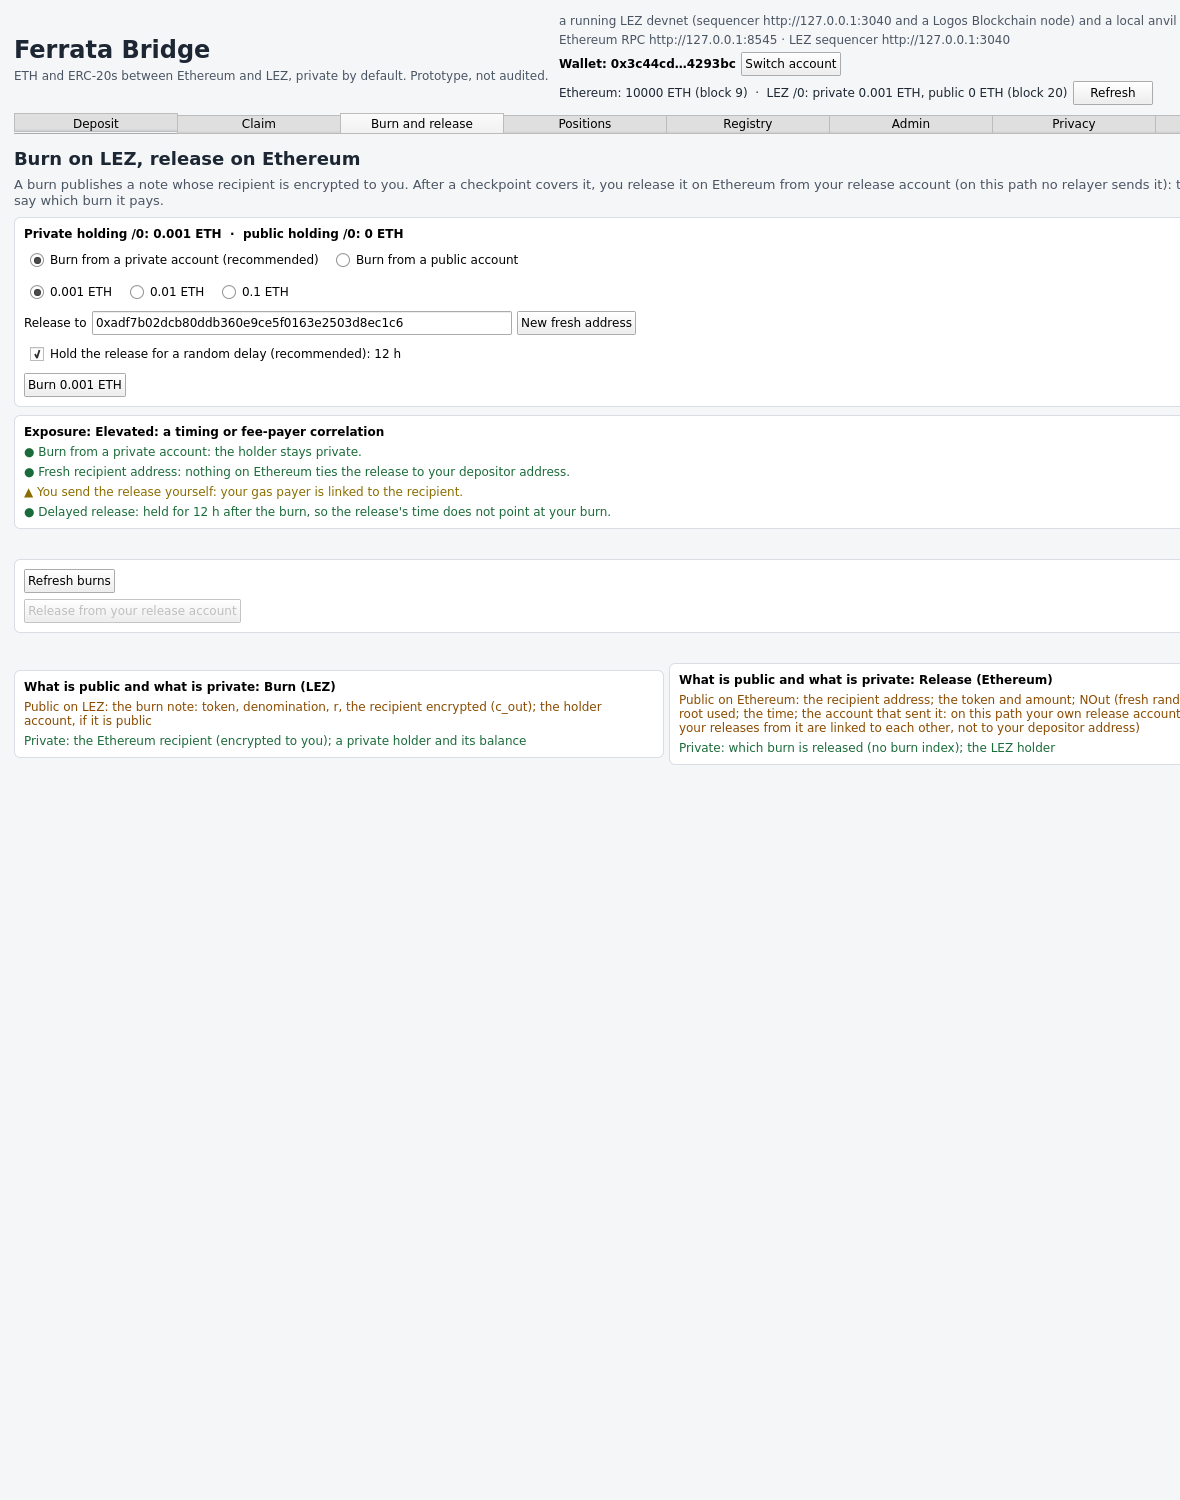 Ferrata Bridge
ETH and ERC-20s between Ethereum and LEZ, private by default. Prototype, not audited.
a running LEZ devnet (sequencer http://127.0.0.1:3040 and a Logos Blockchain node) and a local anvil
Ethereum RPC http://127.0.0.1:8545 · LEZ sequencer http://127.0.0.1:3040
Wallet: 0x3c44cd…4293bc Switch account
Ethereum: 10000 ETH (block 9) · LEZ /0: private 0.001 ETH, public 0 ETH (block 20) Refresh
Deposit Claim Burn and release Positions Registry Admin Privacy
Burn on LEZ, release on Ethereum
A burn publishes a note whose recipient is encrypted to you. After a checkpoint covers it, you release it on Ethereum from your release account (on this path no relayer sends it):
say which burn it pays.
Private holding /0: 0.001 ETH · public holding /0: 0 ETH
Burn from a private account (recommended) Burn from a public account
0.001 ETH 0.01 ETH 0.1 ETH
Release to 0xadf7b02dcb80ddb360e9ce5f0163e2503d8ec1c6 New fresh address
Hold the release for a random delay (recommended): 12 h
Burn 0.001 ETH
Exposure: Elevated: a timing or fee-payer correlation
● Burn from a private account: the holder stays private.
● Fresh recipient address: nothing on Ethereum ties the release to your depositor address.
▲ You send the release yourself: your gas payer is linked to the recipient.
● Delayed release: held for 12 h after the burn, so the release's time does not point at your burn.
Refresh burns
Release from your release account
What is public and what is private: Burn (LEZ)
Public on LEZ: the burn note: token, denomination, r, the recipient encrypted (c_out); the holder
account, if it is public
Private: the Ethereum recipient (encrypted to you); a private holder and its balance
What is public and what is private: Release (Ethereum)
Public on Ethereum: the recipient address; the token and amount; NOut (fresh rand
root used; the time; the account that sent it: on this path your own release account
your releases from it are linked to each other, not to your depositor address)
Private: which burn is released (no burn index); the LEZ holder